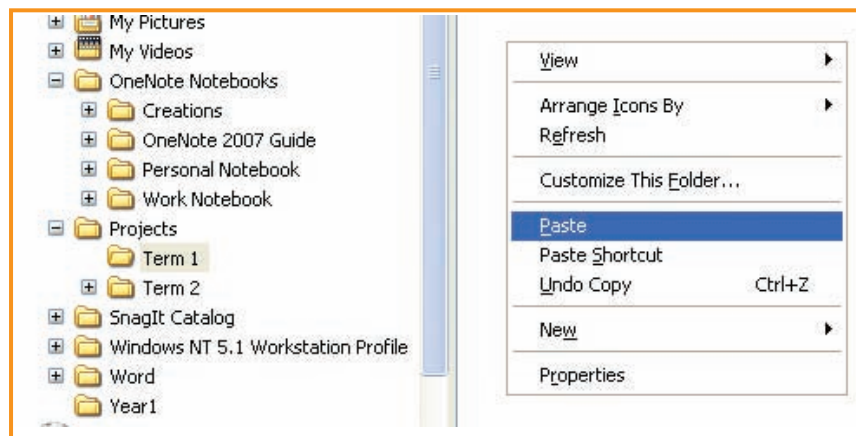 My Pictures
My Videos
OneNote Notebooks
Creations
OneNote 2007 Guide
Personal Notebook
Work Notebook
Projects
Term 1
Term 2
SnagIt Catalog
Windows NT 5.1 Workstation Profile
Word
Year1
View
Arrange Icons By
Refresh
Customize This Folder...
Paste
Paste Shortcut
Undo Copy Ctrl+Z
New
Properties